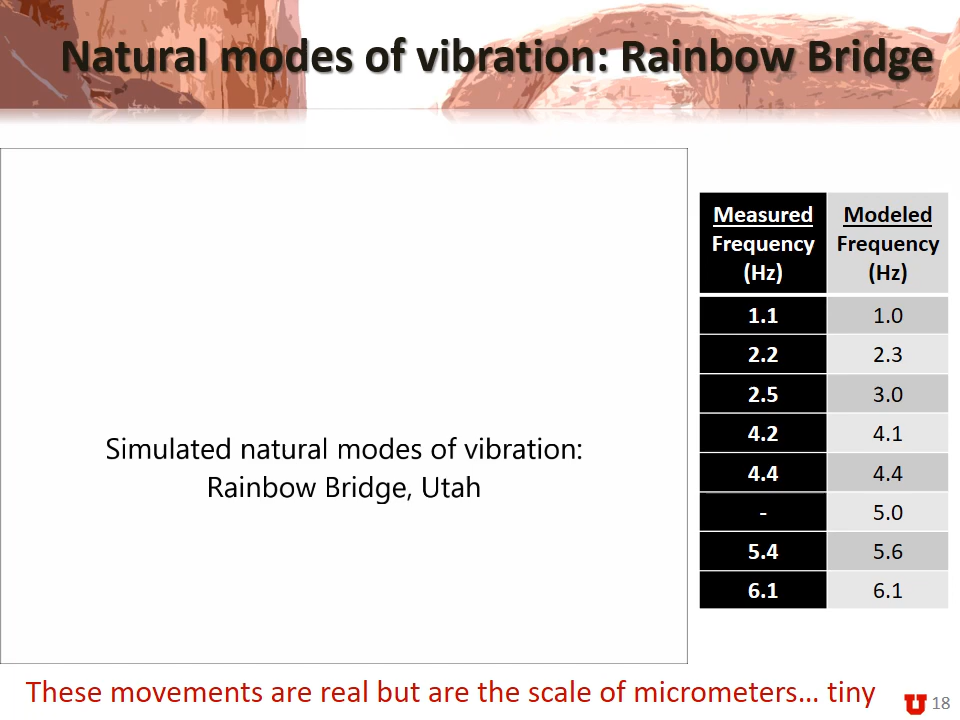 Natural modes of vibration: Rainbow Bridge
Simulated natural modes of vibration:
Rainbow Bridge, Utah
Measured Frequency (Hz) Modeled Frequency (Hz)
1.1 1.0
2.2 2.3
2.5 3.0
4.2 4.1
4.4 4.4
- 5.0
5.4 5.6
6.1 6.1
These movements are real but are the scale of micrometers... tiny
U 18